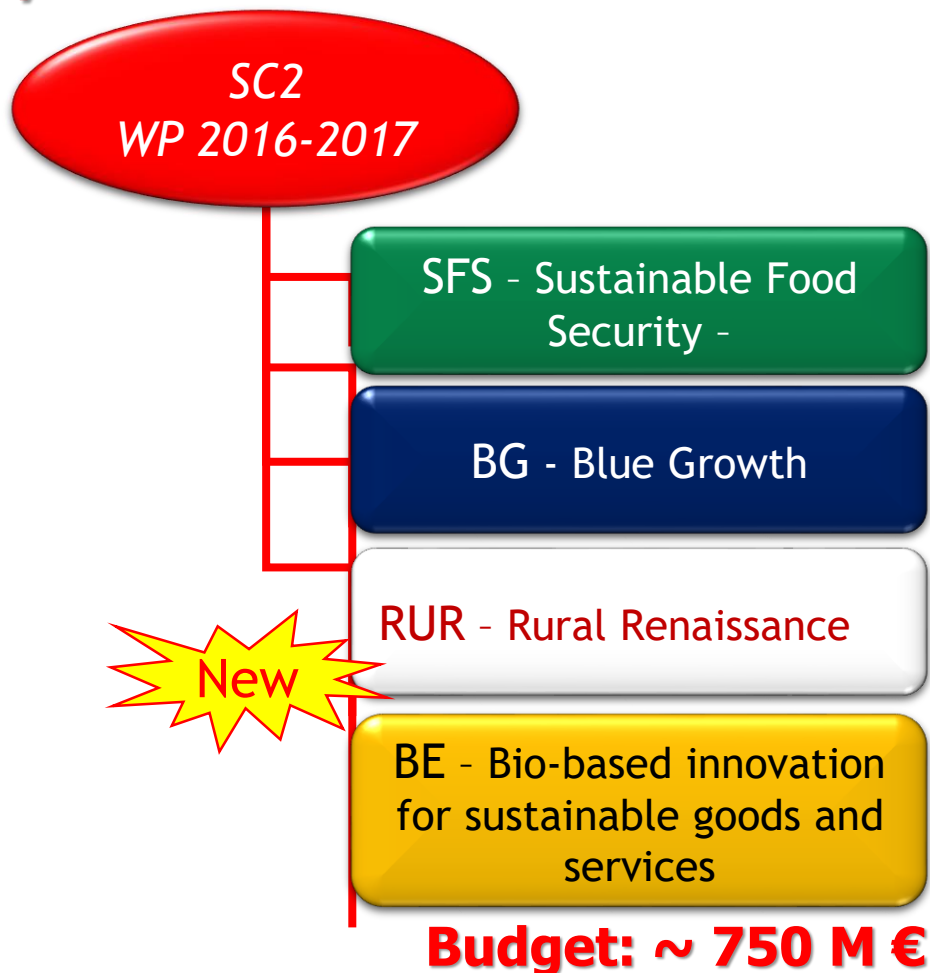 SC2
WP 2016-2017
SFS – Sustainable Food
Security –
BG - Blue Growth
RUR – Rural Renaissance
New
BE – Bio-based innovation
for sustainable goods and
services
Budget: ~ 750 M €